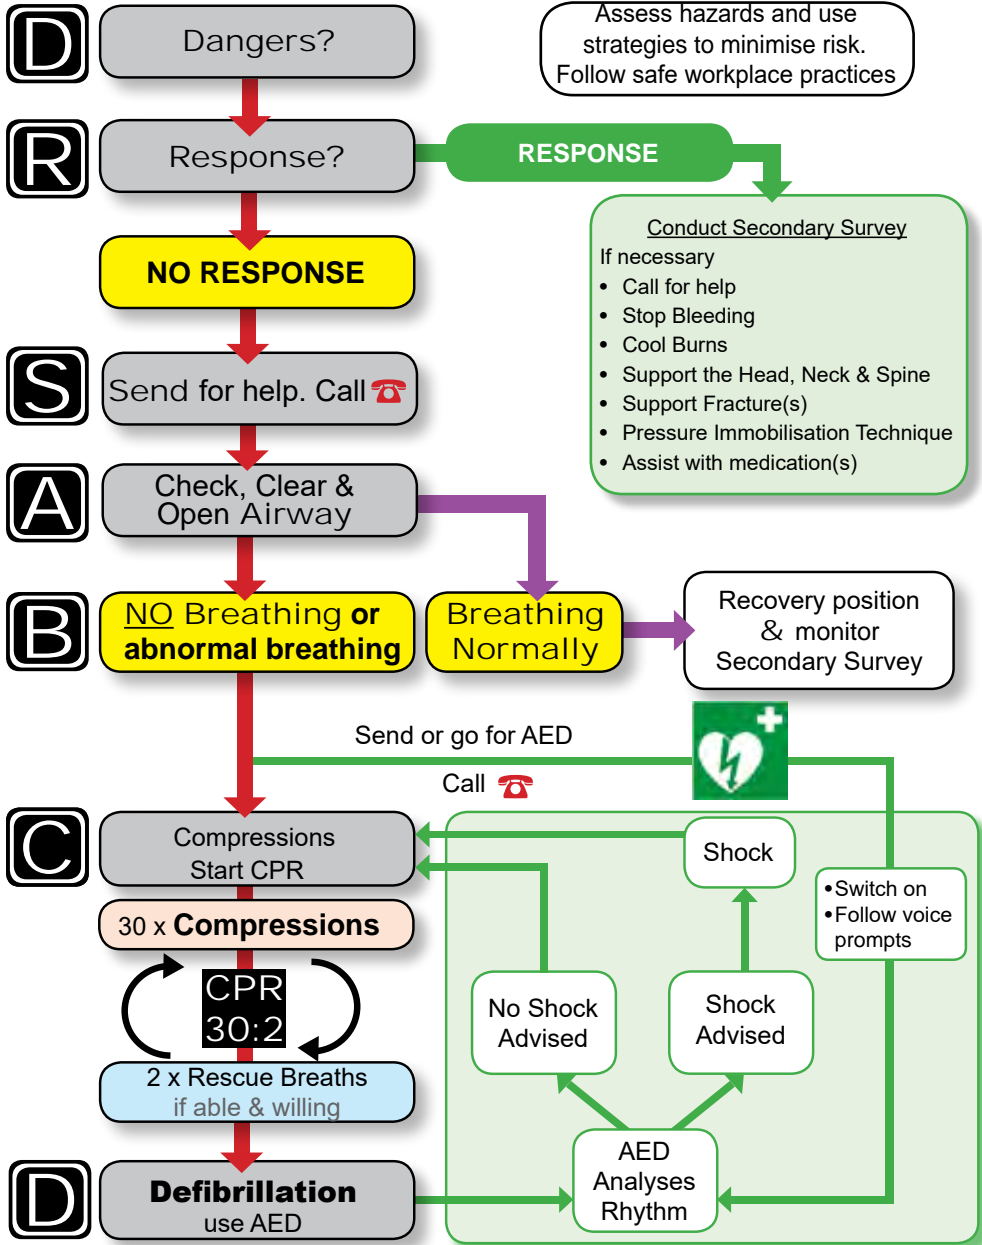 D
Dangers?
Assess hazards and use
strategies to minimise risk.
Follow safe workplace practices
R
Response?
RESPONSE
Conduct Secondary Survey
If necessary
• Call for help
• Stop Bleeding
• Cool Burns
• Support the Head, Neck & Spine
• Support Fracture(s)
• Pressure Immobilisation Technique
• Assist with medication(s)
NO RESPONSE
S
Send for help. Call ☎
A
Check, Clear &
Open Airway
B
NO Breathing or
abnormal breathing
Breathing
Normally
Recovery position
& monitor
Secondary Survey
Send or go for AED
Call ☎
C
Compressions
Start CPR
30 x Compressions
CPR
30:2
2 x Rescue Breaths
if able & willing
D
Defibrillation
use AED
Shock
• Switch on
• Follow voice
prompts
No Shock
Advised
Shock
Advised
AED
Analyses
Rhythm